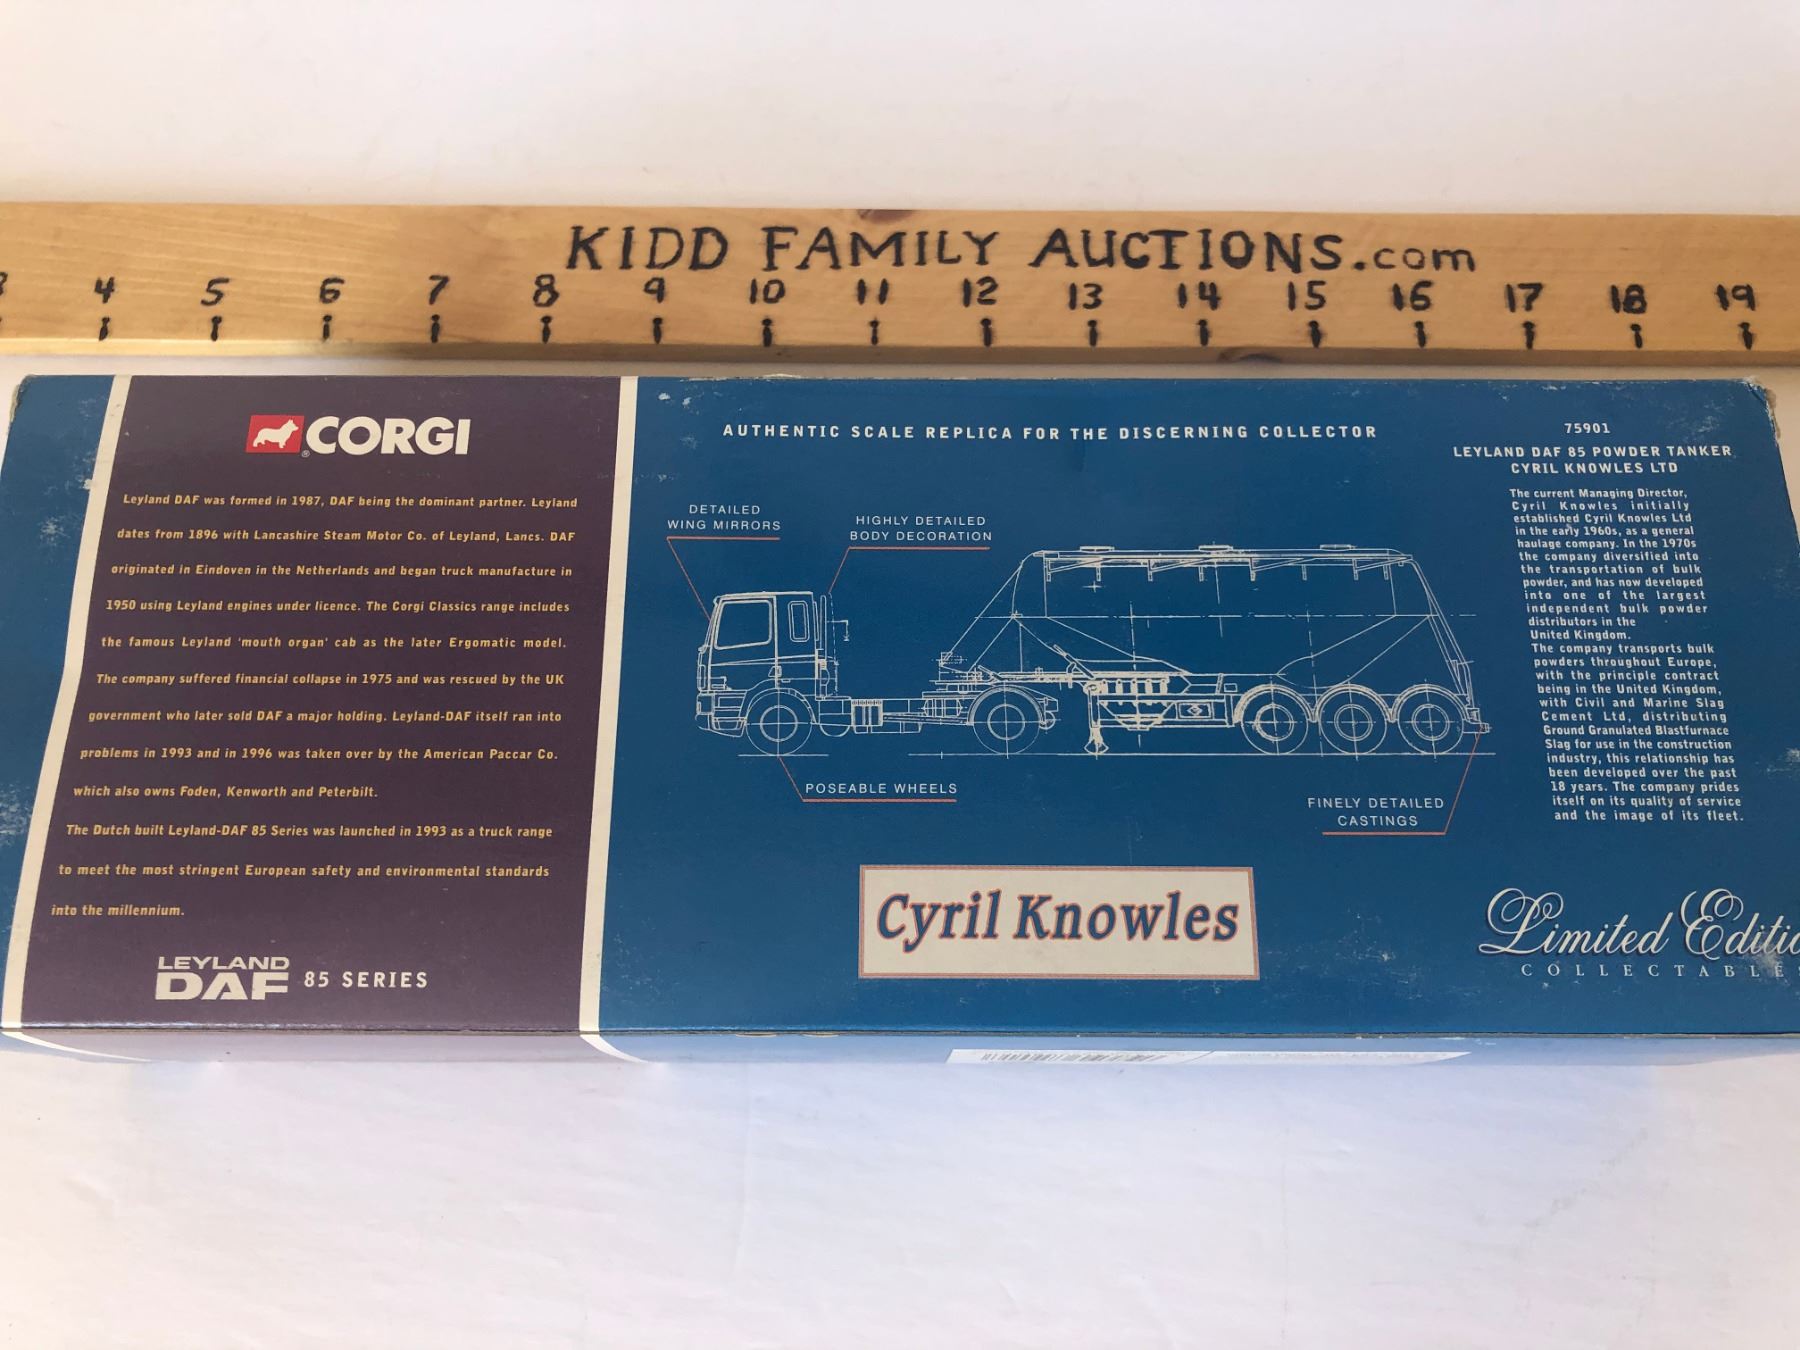 KIDD FAMILY AUCTIONS.com
4 5 6 7 8 9 10 11 12 13 14 15 16 17 18 19
CORGI
Leyland DAF was formed in 1987, DAF being the dominant partner. Leyland
dates from 1896 with Lancashire Steam Motor Co. of Leyland, Lancs. DAF
originated in Eindoven in the Netherlands and began truck manufacture in
1950 using Leyland engines under licence. The Corgi Classics range includes
the famous Leyland 'mouth organ' cab as the later Ergomatic model.
The company suffered financial collapse in 1975 and was rescued by the UK
government who later sold DAF a major holding. Leyland-DAF itself ran into
problems in 1993 and in 1996 was taken over by the American Paccar Co.
which also owns Foden, Kenworth and Peterbilt.
The Dutch built Leyland-DAF 85 Series was launched in 1993 as a truck range
to meet the most stringent European safety and environmental standards
into the millennium.
LEYLAND
DAF 85 SERIES
AUTHENTIC SCALE REPLICA FOR THE DISCERNING COLLECTOR
DETAILED
WING MIRRORS
HIGHLY DETAILED
BODY DECORATION
POSEABLE WHEELS
FINELY DETAILED
CASTINGS
Cyril Knowles
75901
LEYLAND DAF 85 POWDER TANKER
CYRIL KNOWLES LTD
The current Managing Director,
Cyril Knowles initially
established Cyril Knowles Ltd
in the early 1960s, as a general
haulage company. In the 1970s
the company diversified into
the transportation of bulk
powder, and has now developed
into one of the largest
independent bulk powder
distributors in the
United Kingdom.
The company transports bulk
powders throughout Europe,
with the principle contract
being in the United Kingdom,
with Civil and Marine Slag
Cement Ltd, distributing
Ground Granulated Blastfurnace
Slag for use in the construction
industry, this relationship has
been developed over the past
18 years. The company prides
itself on its quality of service
and the image of its fleet.
Limited Editio
COLLECTABLES